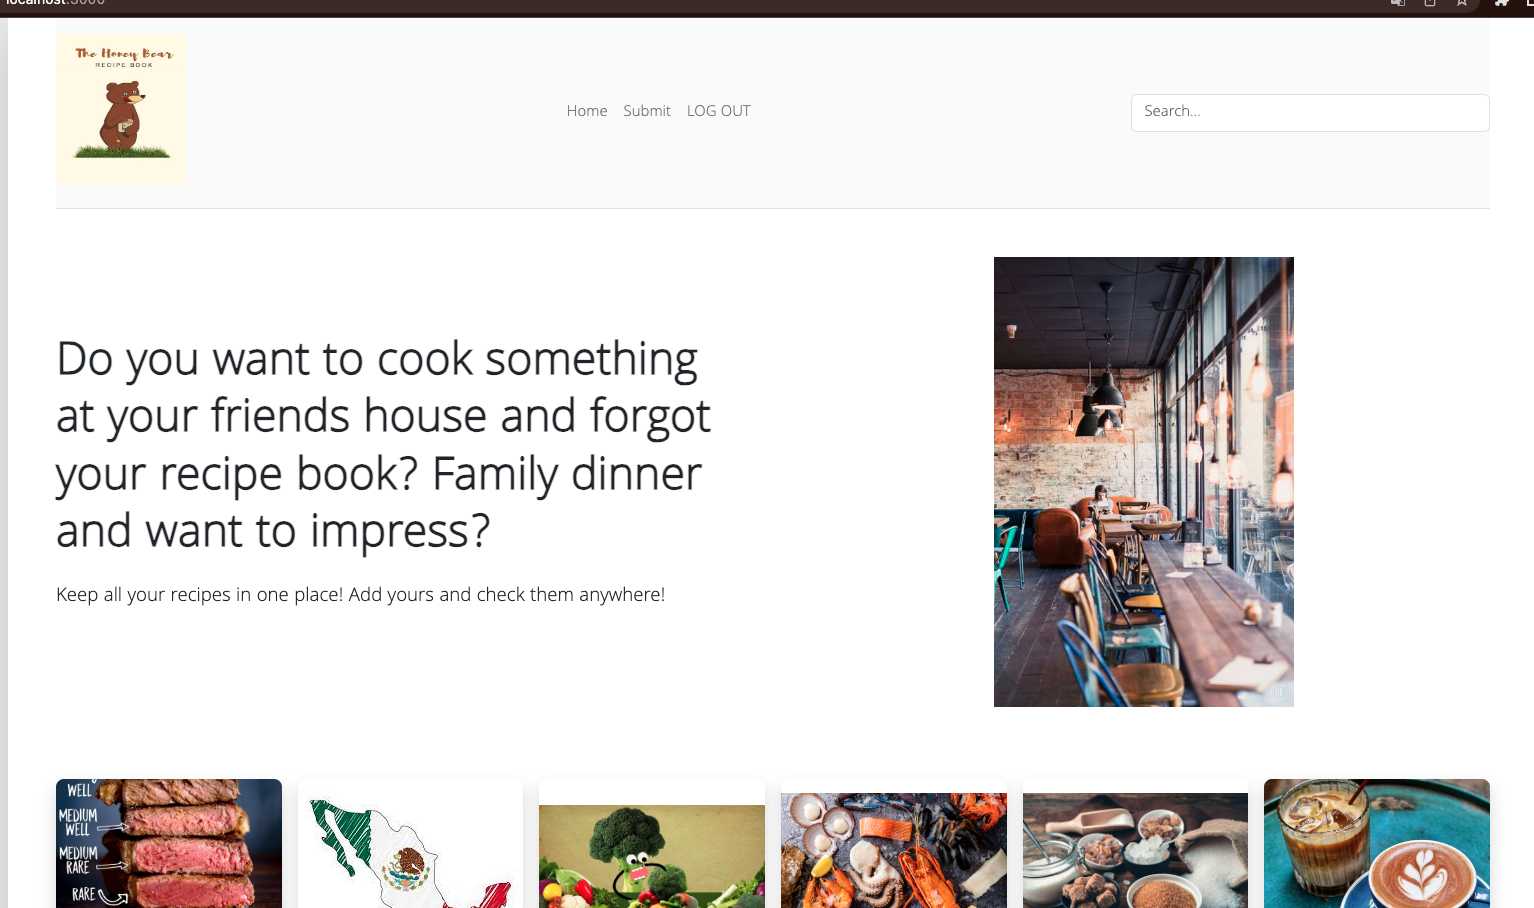 localhost:3000
The Honey Bear
RECIPE BOOK
Home Submit LOG OUT
Search...
Do you want to cook something
at your friends house and forgot
your recipe book? Family dinner
and want to impress?
Keep all your recipes in one place! Add yours and check them anywhere!
WELL
MEDIUM
WELL
MEDIUM
RARE
RARE